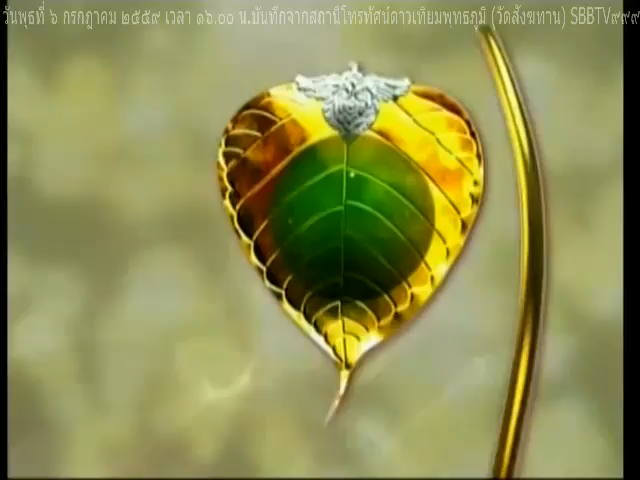 วันพุธที่ ๖ กรกฎาคม ๒๕๕๙ เวลา ๑๖.๐๐ น.บันทึกจากสถานีโทรทัศน์ดาวเทียมพุทธภูมิ (วัดสังฆทาน) SBBTV๙๙๙